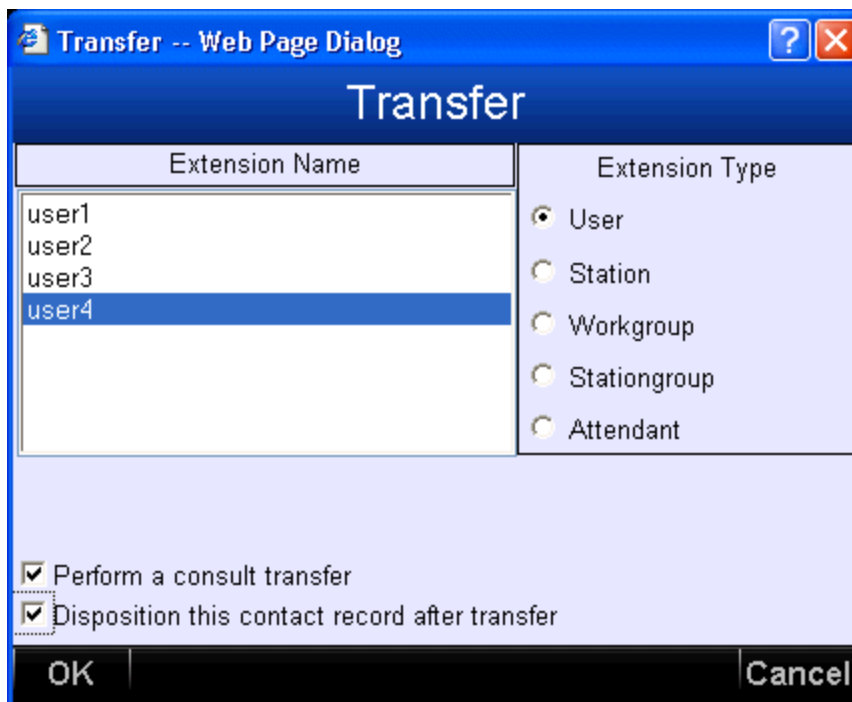 Transfer -- Web Page Dialog
?
Transfer
Extension Name
Extension Type
user1
user2
user3
user4
User
Station
Workgroup
Stationgroup
Attendant
Perform a consult transfer
Disposition this contact record after transfer
OK
Cancel